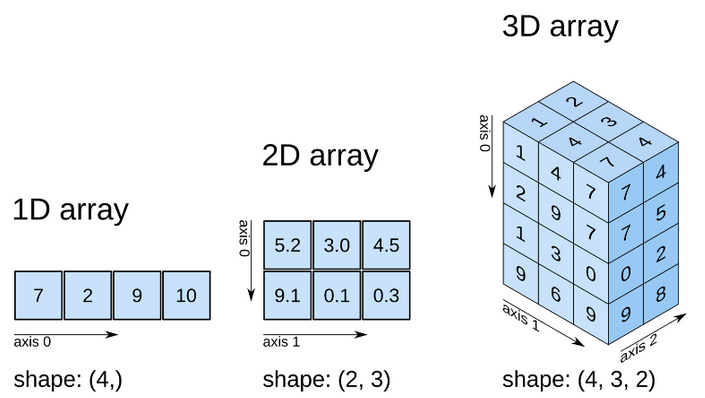 3D array
2D array
1D array
axis 0
axis 0
7 2 9 10
5.2 3.0 4.5
9.1 0.1 0.3
1 2
4 3
7 4
1 4 7
2 9 7
1 3 0
9 6 9
7 4
7 5
0 2
9 8
axis 0
axis 1
axis 1
axis 2
shape: (4,)
shape: (2, 3)
shape: (4, 3, 2)